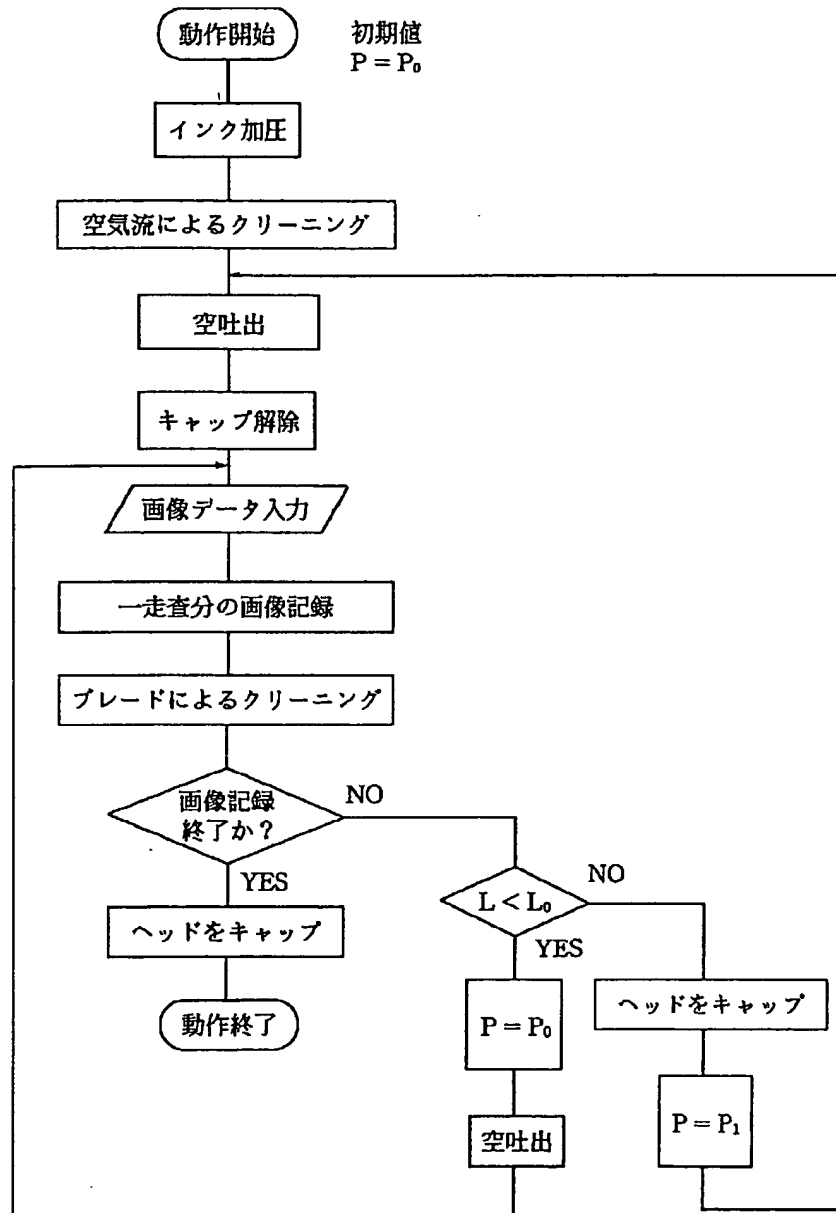 動作開始
初期値
P = P₀
インク加圧
空気流によるクリーニング
空吐出
キャップ解除
画像データ入力
一走査分の画像記録
ブレードによるクリーニング
画像記録
終了か?
NO
YES
ヘッドをキャップ
動作終了
L < L₀
NO
YES
P = P₀
空吐出
ヘッドをキャップ
P = P₁